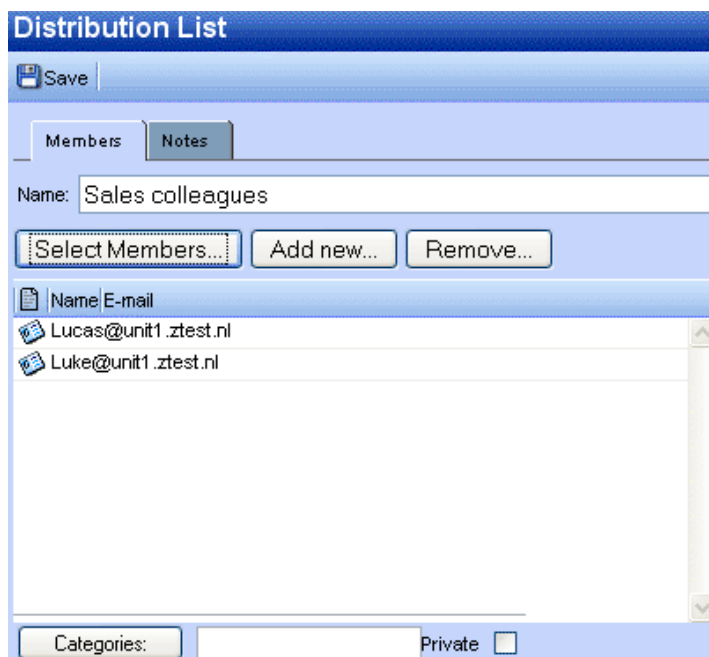 Distribution List
Save
Members Notes
Name: Sales colleagues
Select Members... Add new... Remove...
Name E-mail
Lucas@unit1.ztest.nl
Luke@unit1.ztest.nl
Categories: Private